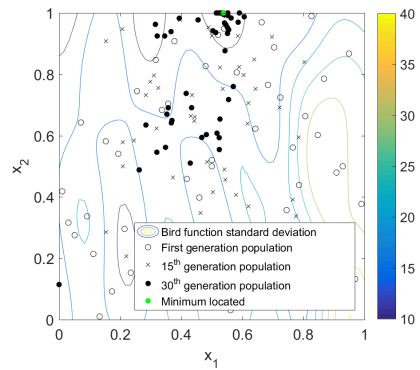 1
0.8
0.6
0.4
0.2
0
x2
0 0.2 0.4 0.6 0.8 1
x1
Bird function standard deviation
First generation population
15th generation population
30th generation population
Minimum located
40
35
30
25
20
15
10